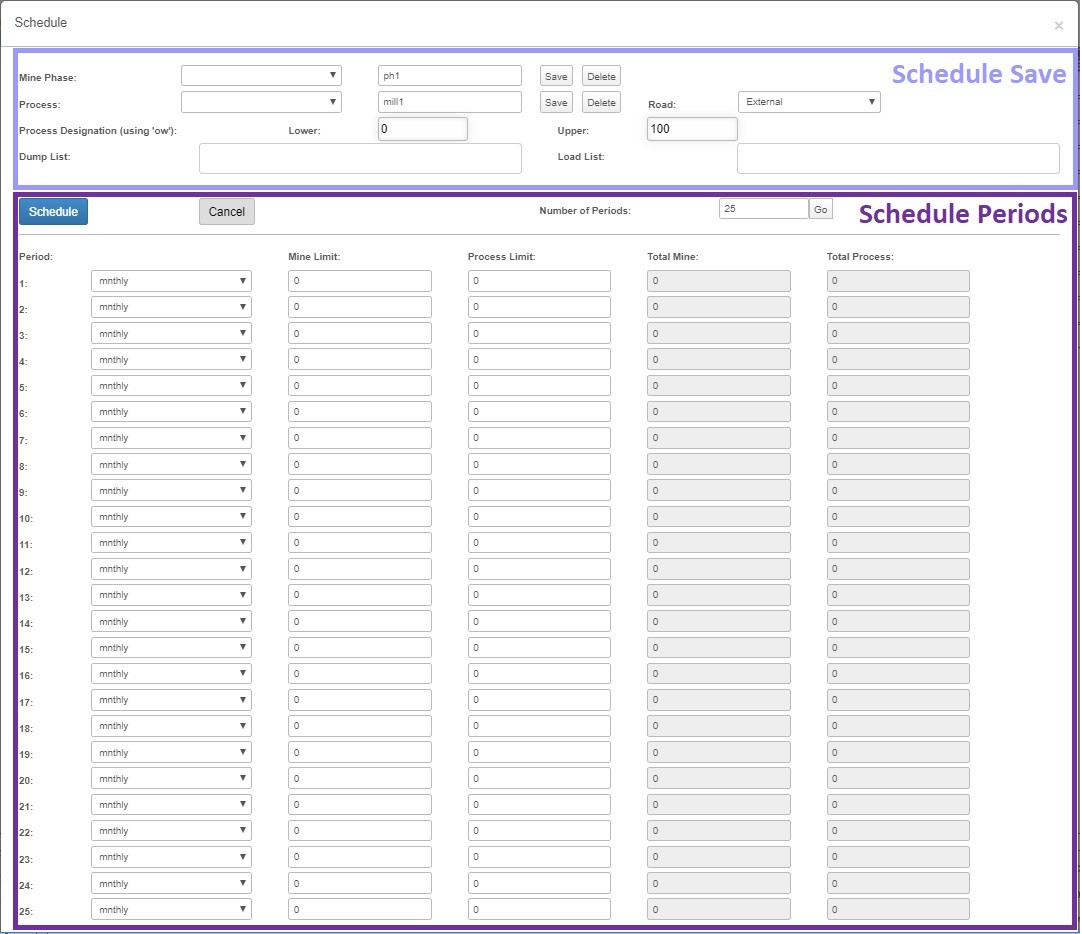 Schedule ×
Mine Phase: ph1 Save Delete Schedule Save
Process: mill1 Save Delete Road: External
Process Designation (using 'ow'): Lower: 0 Upper: 100
Dump List: Load List:
Schedule Cancel Number of Periods: 25 Go Schedule Periods
Period: Mine Limit: Process Limit: Total Mine: Total Process:
1: mnthly 0 0 0 0
2: mnthly 0 0 0 0
3: mnthly 0 0 0 0
4: mnthly 0 0 0 0
5: mnthly 0 0 0 0
6: mnthly 0 0 0 0
7: mnthly 0 0 0 0
8: mnthly 0 0 0 0
9: mnthly 0 0 0 0
10: mnthly 0 0 0 0
11: mnthly 0 0 0 0
12: mnthly 0 0 0 0
13: mnthly 0 0 0 0
14: mnthly 0 0 0 0
15: mnthly 0 0 0 0
16: mnthly 0 0 0 0
17: mnthly 0 0 0 0
18: mnthly 0 0 0 0
19: mnthly 0 0 0 0
20: mnthly 0 0 0 0
21: mnthly 0 0 0 0
22: mnthly 0 0 0 0
23: mnthly 0 0 0 0
24: mnthly 0 0 0 0
25: mnthly 0 0 0 0